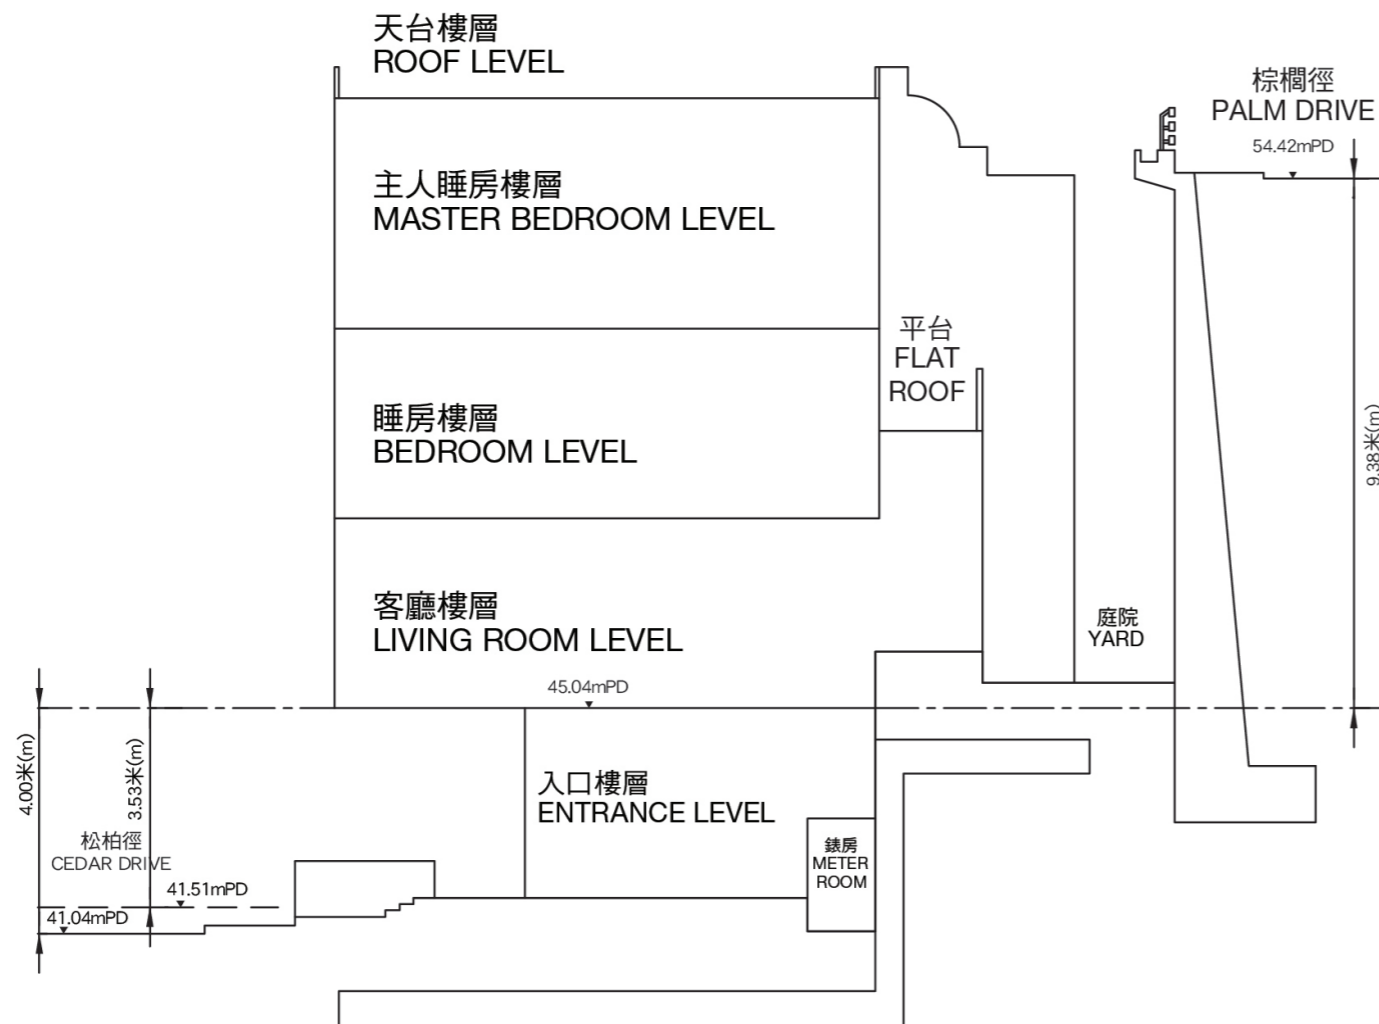 天台樓層
ROOF LEVEL
棕櫚徑
PALM DRIVE
54.42mPD
主人睡房樓層
MASTER BEDROOM LEVEL
平台
FLAT
ROOF
睡房樓層
BEDROOM LEVEL
9.38米(m)
客廳樓層
LIVING ROOM LEVEL
庭院
YARD
45.04mPD
4.00米(m)
3.53米(m)
入口樓層
ENTRANCE LEVEL
松柏徑
CEDAR DRIVE
錶房
METER
ROOM
41.51mPD
41.04mPD